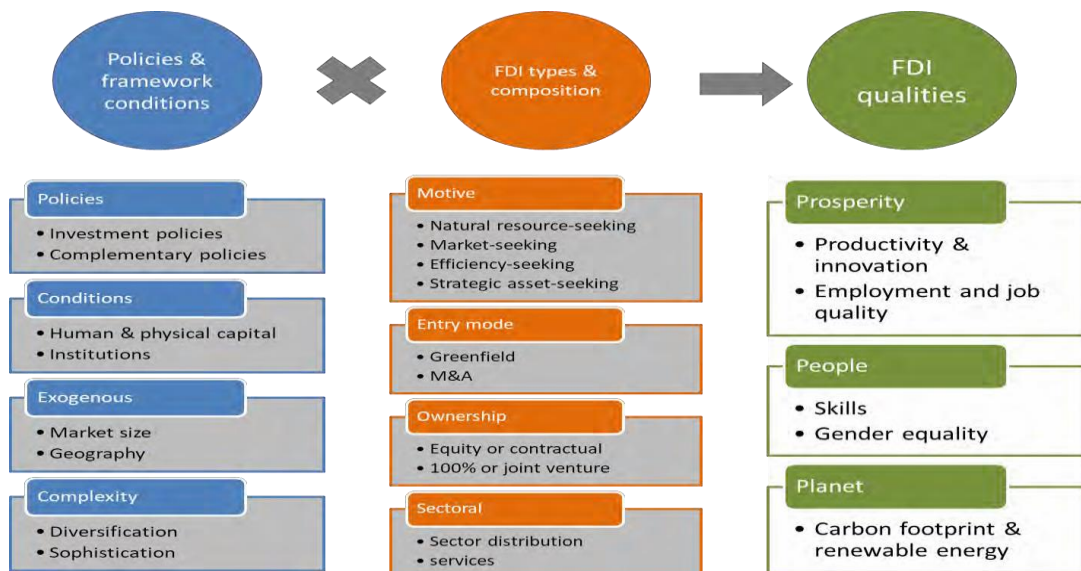 Policies &
framework
conditions
FDI types &
composition
FDI
qualities
Policies
• Investment policies
• Complementary policies
Conditions
• Human & physical capital
• Institutions
Exogenous
• Market size
• Geography
Complexity
• Diversification
• Sophistication
Motive
• Natural resource-seeking
• Market-seeking
• Efficiency-seeking
• Strategic asset-seeking
Entry mode
• Greenfield
• M&A
Ownership
• Equity or contractual
• 100% or joint venture
Sectoral
• Sector distribution
• services
Prosperity
• Productivity &
innovation
• Employment and job
quality
People
• Skills
• Gender equality
Planet
• Carbon footprint &
renewable energy